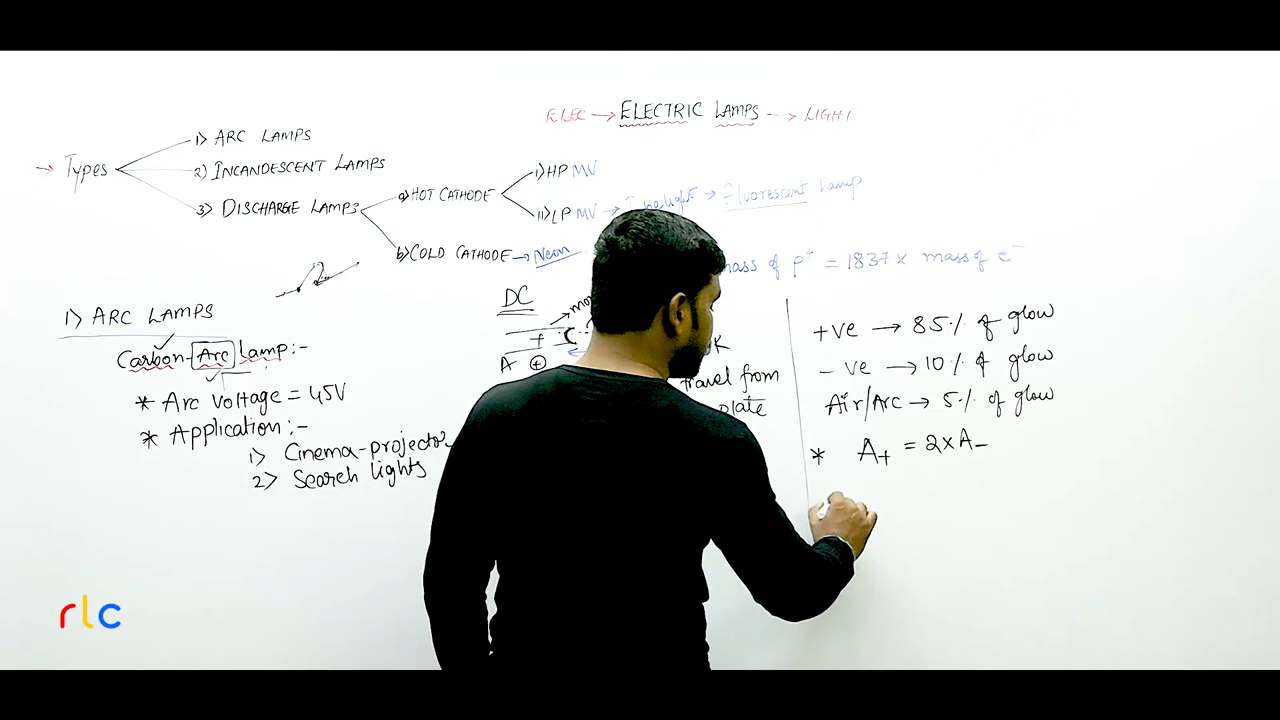 ELEC → ELECTRIC LAMPS → LIGHT
→ Types
1) ARC LAMPS
2) INCANDESCENT LAMPS
3) DISCHARGE LAMPS
a) HOT CATHODE
i) HP MV
ii) LP MV → → Fluorescent Lamp
b) COLD CATHODE → Neon
mass of p⁺ = 1837 × mass of e⁻
1) ARC LAMPS
Carbon-Arc Lamp:-
* Arc voltage = 45V
* Application:-
1) Cinema-projector
2) Search lights
DC
+
A ⊕
K
travel from
plate
+ve → 85% of glow
-ve → 10% of glow
Air/Arc → 5% of glow
* A₊ = 2×A₋
rlc